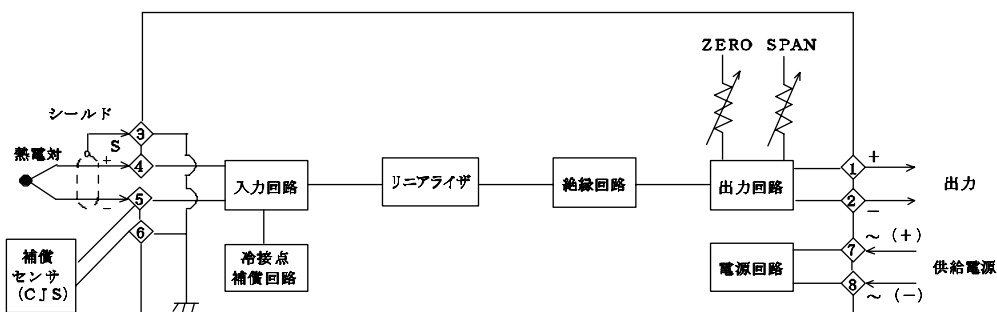 ZERO SPAN
シールド
S
3
熱電対
+
-
4
5
6
補償
センサ
(CJS)
入力回路
冷接点
補償回路
リニアライザ
絶縁回路
出力回路
電源回路
1
+
2
-
出力
7
~ (+)
8
~ (-)
供給電源